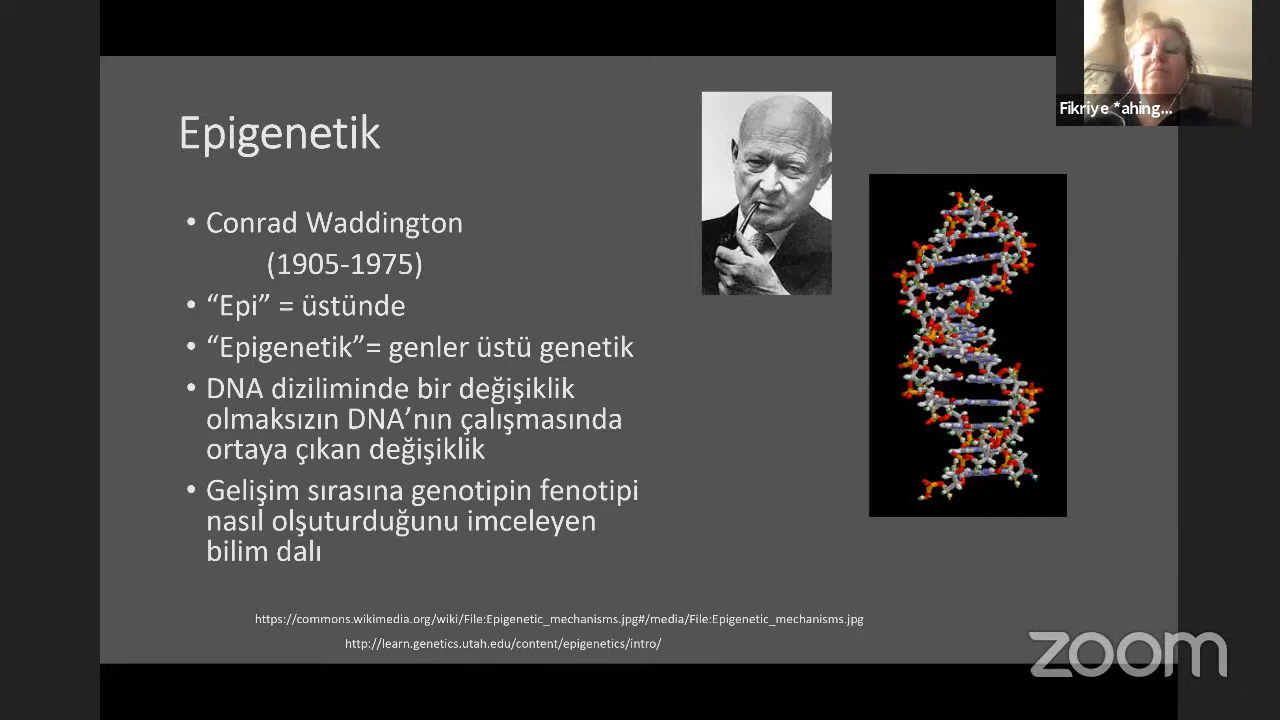 Epigenetik
• Conrad Waddington
(1905-1975)
• “Epi” = üstünde
• “Epigenetik”= genler üstü genetik
• DNA diziliminde bir değişiklik
olmaksızın DNA’nın çalışmasında
ortaya çıkan değişiklik
• Gelişim sırasına genotipin fenotipi
nasıl olşuturduğunu imceleyen
bilim dalı
https://commons.wikimedia.org/wiki/File:Epigenetic_mechanisms.jpg#/media/File:Epigenetic_mechanisms.jpg
http://learn.genetics.utah.edu/content/epigenetics/intro/
Fikriye *ahing...
zoom